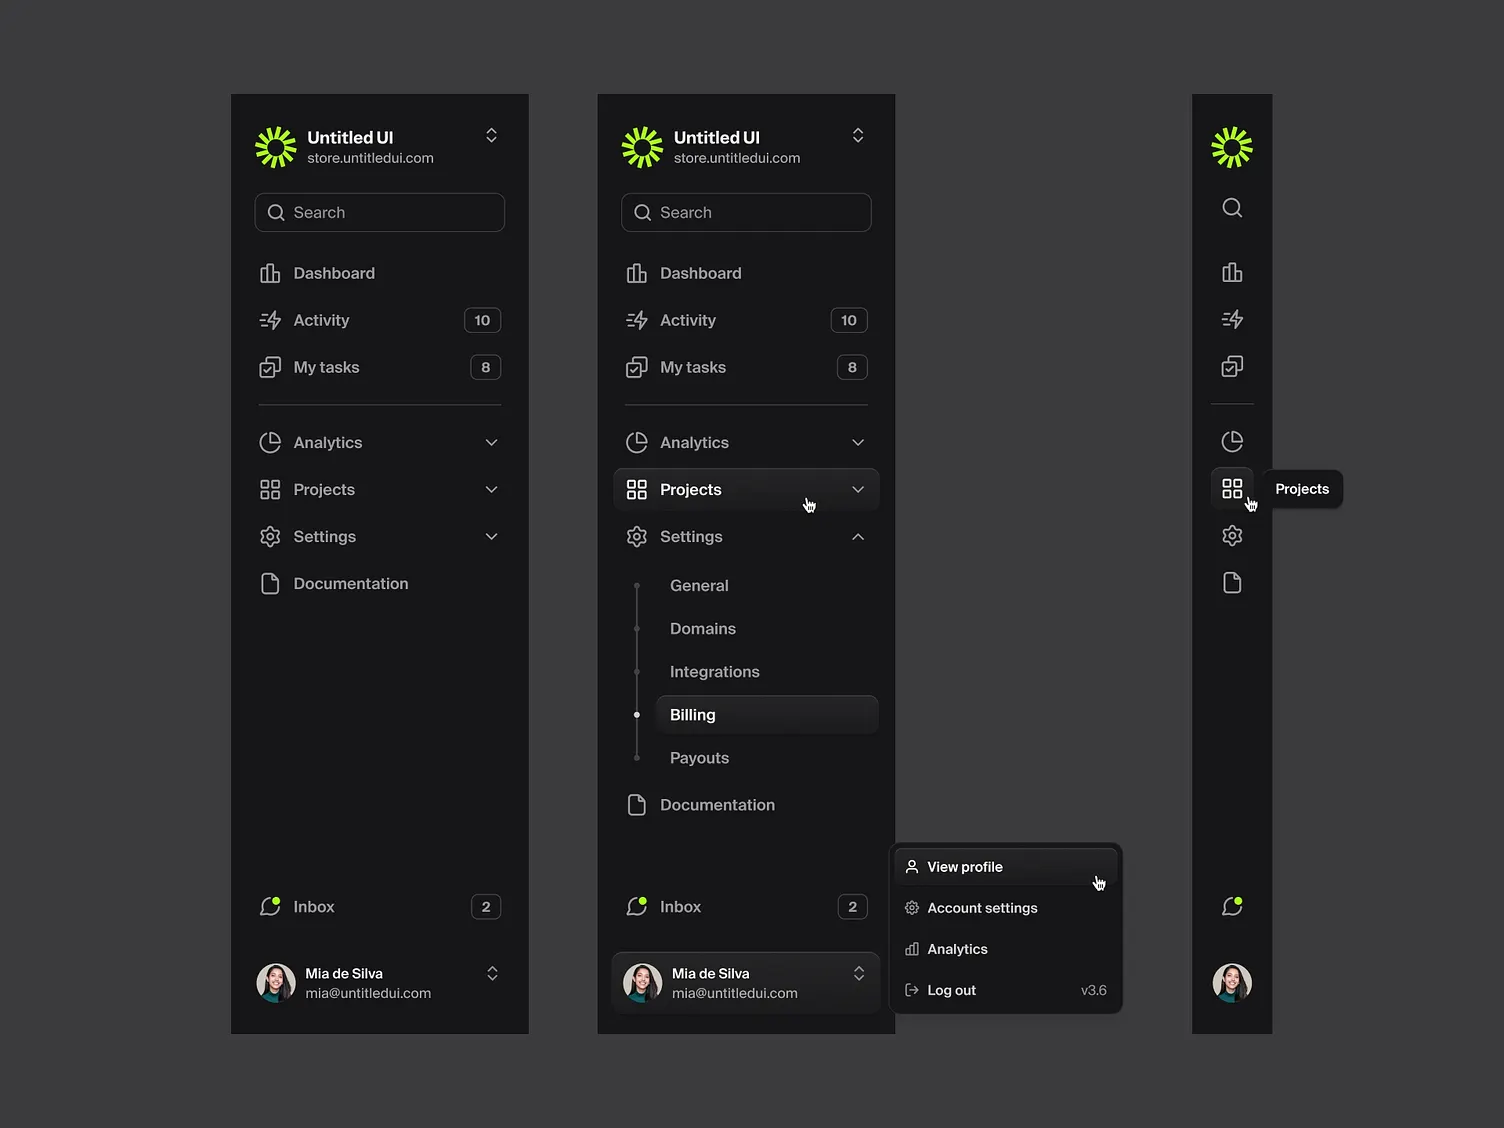 Untitled UI
store.untitledui.com
Search
Dashboard
Activity 10
My tasks 8
Analytics
Projects
Settings
Documentation
Inbox 2
Mia de Silva
mia@untitledui.com
Untitled UI
store.untitledui.com
Search
Dashboard
Activity 10
My tasks 8
Analytics
Projects
Settings
General
Domains
Integrations
Billing
Payouts
Documentation
Inbox 2
Mia de Silva
mia@untitledui.com
View profile
Account settings
Analytics
Log out v3.6
Projects